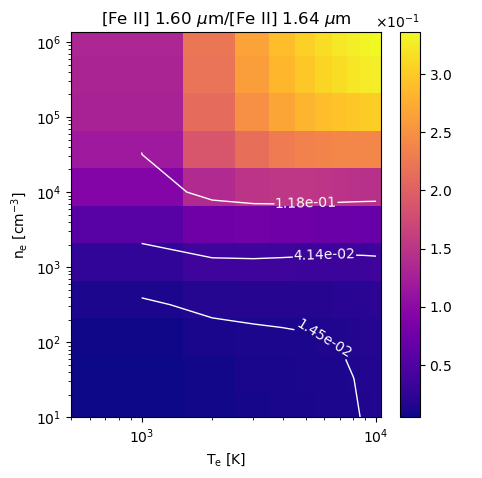 [Fe II] 1.60 μm/[Fe II] 1.64 μm
×10⁻¹
10⁶
10⁵
10⁴
10³
10²
10¹
nₑ [cm⁻³]
1.18e-01
4.14e-02
1.45e-02
3.0
2.5
2.0
1.5
1.0
0.5
10³
10⁴
Tₑ [K]